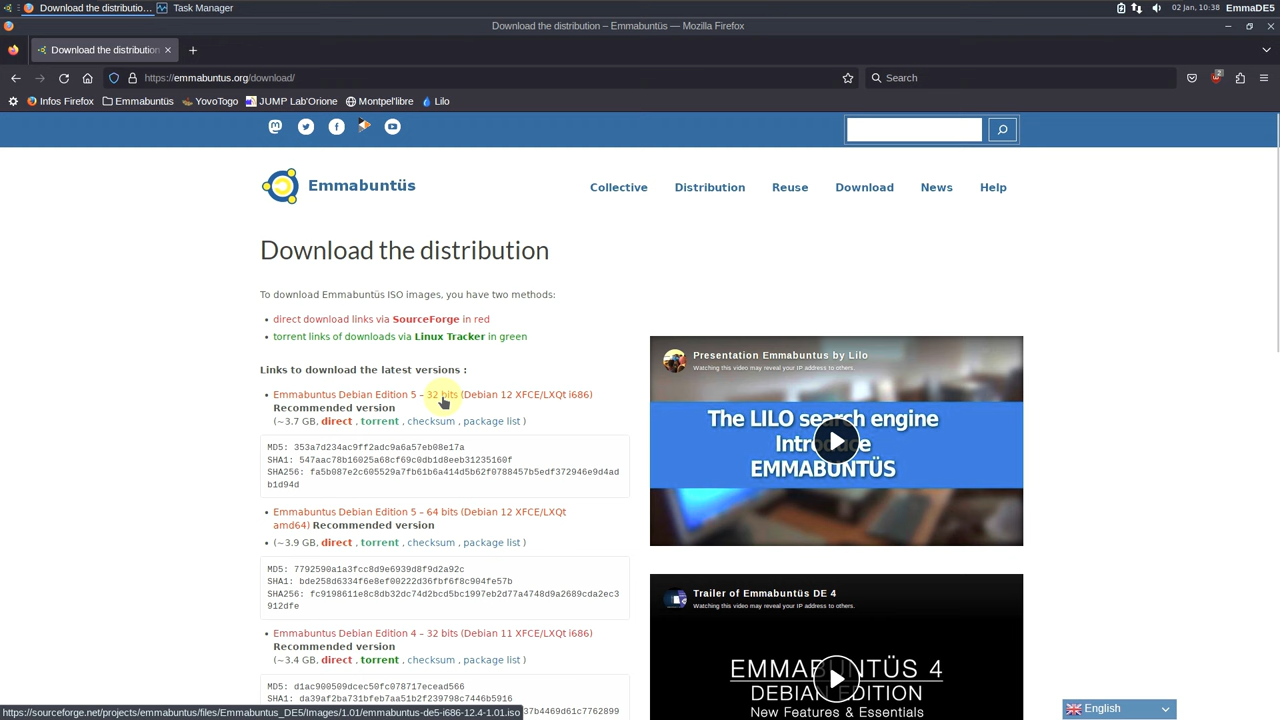 Download the distributio...
Task Manager
02 Jan, 10:38
EmmaDE5
Download the distribution – Emmabuntüs — Mozilla Firefox
Download the distribution
https://emmabuntus.org/download/
Search
2
Infos Firefox
Emmabuntüs
YovoTogo
JUMP Lab'Orione
Montpel'libre
Lilo
Emmabuntüs
Collective
Distribution
Reuse
Download
News
Help
Download the distribution
To download Emmabuntüs ISO images, you have two methods:
direct download links via SourceForge in red
torrent links of downloads via Linux Tracker in green
Links to download the latest versions :
Emmabuntus Debian Edition 5 – 32 bits (Debian 12 XFCE/LXQt i686)
Recommended version
(~3.7 GB, direct , torrent , checksum , package list )
MD5: 353a7d234ac9ff2adc9a6a57eb08e17a
SHA1: 547aac78b16025a68cf69c0db1d8eeb31235160f
SHA256: fa5b087e2c605529a7fb61b6a414d5b62f0788457b5edf372946e9d4ad
b1d94d
Emmabuntus Debian Edition 5 – 64 bits (Debian 12 XFCE/LXQt
amd64) Recommended version
(~3.9 GB, direct , torrent , checksum , package list )
MD5: 7792590a1a3fcc8d9e6939d8f9d2a92c
SHA1: bde258d6334f6e8ef00222d36fbf6f8c904fe57b
SHA256: fc9198611e8c8db32dc74d2bcd5bc1997eb2d77a4748d9a2689cda2ec3
912dfe
Emmabuntus Debian Edition 4 – 32 bits (Debian 11 XFCE/LXQt i686)
Recommended version
(~3.4 GB, direct , torrent , checksum , package list )
MD5: d1ac900509dcec50fc078717ecead566
SHA1: da39af2ba731bfeb7aa51b2f239798c7446b5916
37b4469d61c7762899
Presentation Emmabuntus by Lilo
Watching this video may reveal your IP address to others.
The LILO search engine
Introduce
EMMABUNTÜS
Trailer of Emmabuntüs DE 4
Watching this video may reveal your IP address to others.
EMMABUNTÜS 4
DEBIAN EDITION
New Features & Essentials
English
https://sourceforge.net/projects/emmabuntus/files/Emmabuntus_DE5/Images/1.01/emmabuntus-de5-i686-12.4-1.01.iso